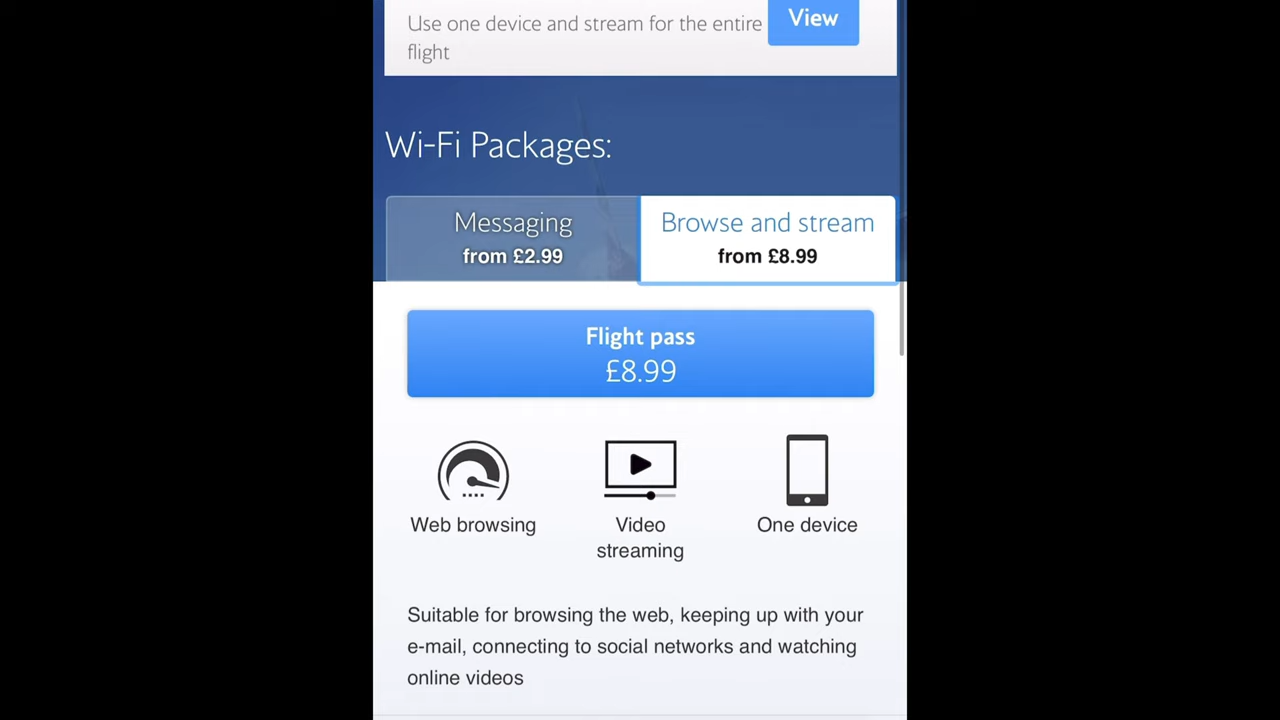 Use one device and stream for the entire
flight
View
Wi-Fi Packages:
Messaging
from £2.99
Browse and stream
from £8.99
Flight pass
£8.99
Web browsing
Video
streaming
One device
Suitable for browsing the web, keeping up with your
e-mail, connecting to social networks and watching
online videos